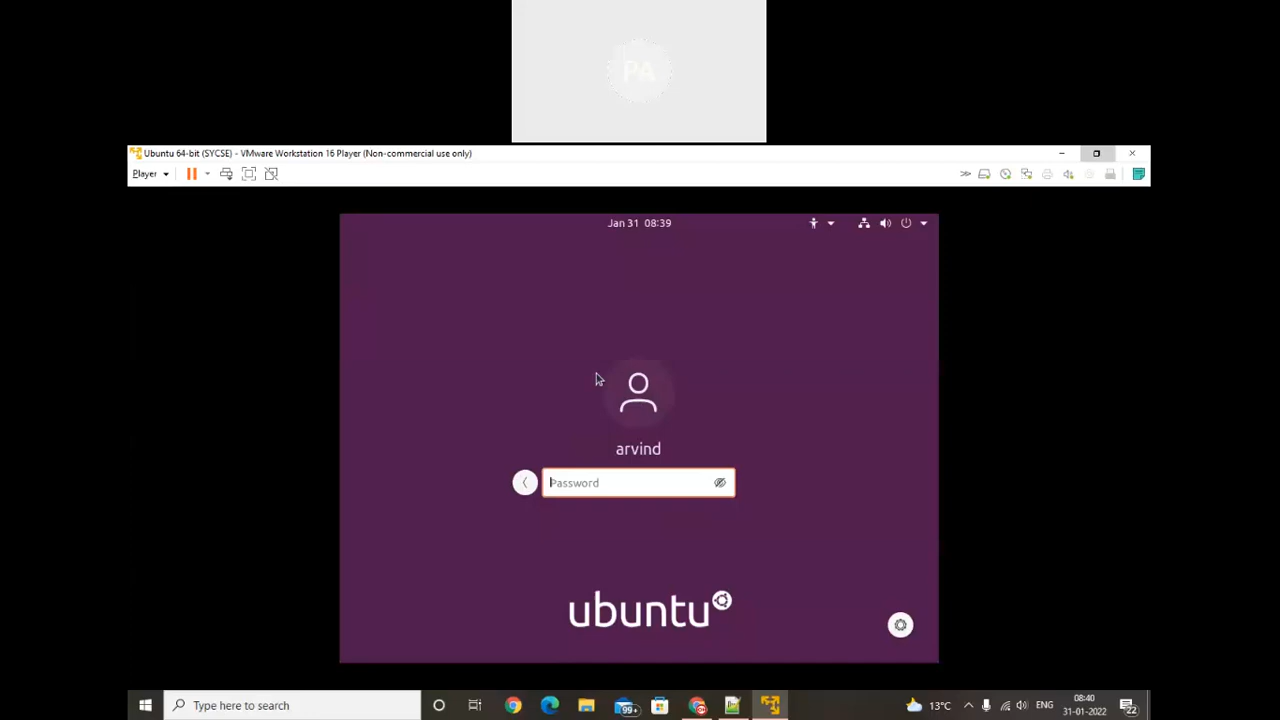 PA
Ubuntu 64-bit (SYCSE) - VMware Workstation 16 Player (Non-commercial use only)
Player
Jan 31 08:39
arvind
Password
ubuntu
Type here to search
99+
13°C
ENG
08:40
31-01-2022
22